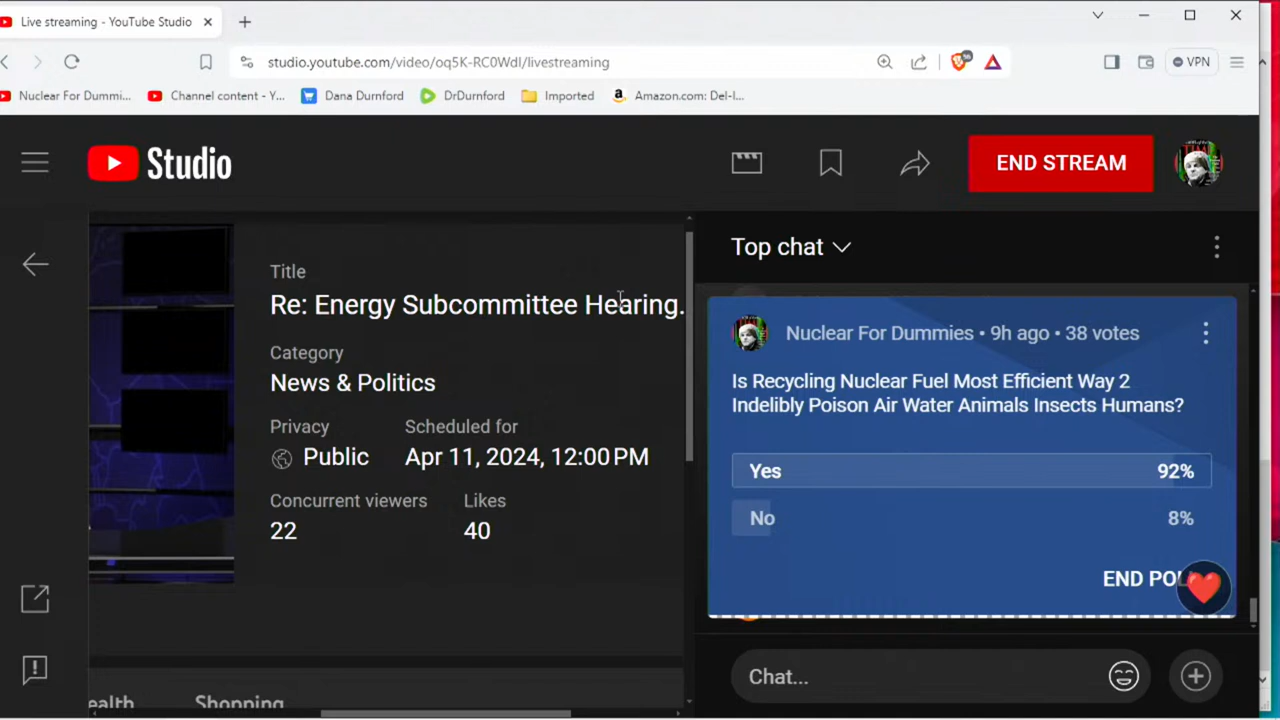 Live streaming - YouTube Studio
studio.youtube.com/video/oq5K-RC0WdI/livestreaming
VPN
Nuclear For Dummi...
Channel content - Y...
Dana Durnford
DrDurnford
Imported
Amazon.com: Del-I...
Studio
END STREAM
Title
Re: Energy Subcommittee Hearing.
Category
News & Politics
Privacy
Scheduled for
Public
Apr 11, 2024, 12:00 PM
Concurrent viewers
Likes
22
40
Shopping
Top chat
Nuclear For Dummies • 9h ago • 38 votes
Is Recycling Nuclear Fuel Most Efficient Way 2
Indelibly Poison Air Water Animals Insects Humans?
Yes
92%
No
8%
END
Chat...